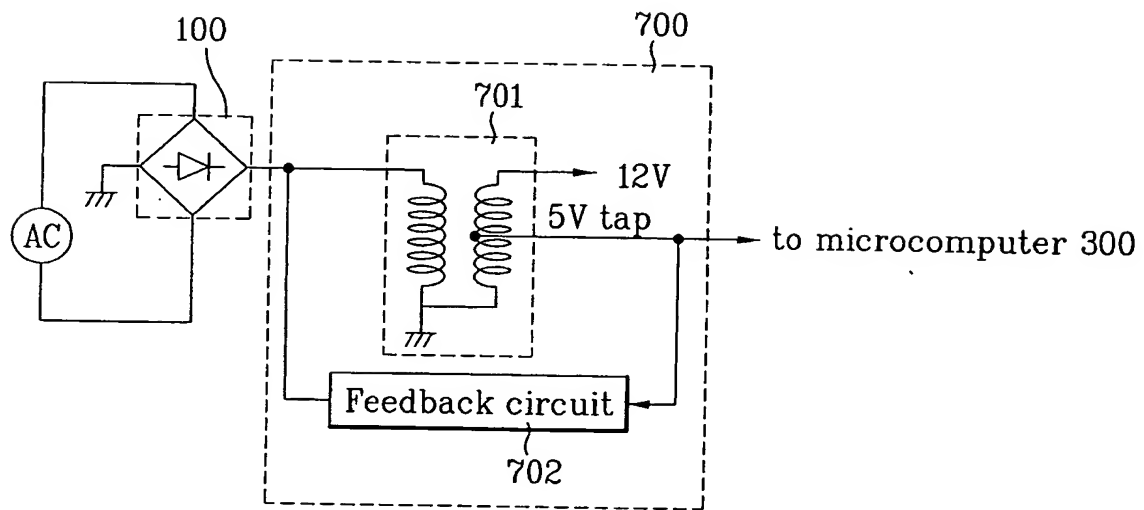 100
700
701
12V
5V tap
AC
to microcomputer 300
Feedback circuit
702